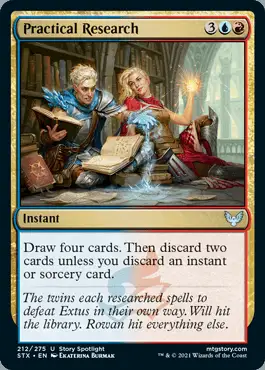 Practical Research 3
Instant
Draw four cards. Then discard two
cards unless you discard an instant
or sorcery card.
The twins each researched spells to
defeat Extus in their own way. Will hit
the library. Rowan hit everything else.
212/275 U Story Spotlight mtgstory.com
STX • EN Ekaterina Burmak ™ & © 2021 Wizards of the Coast